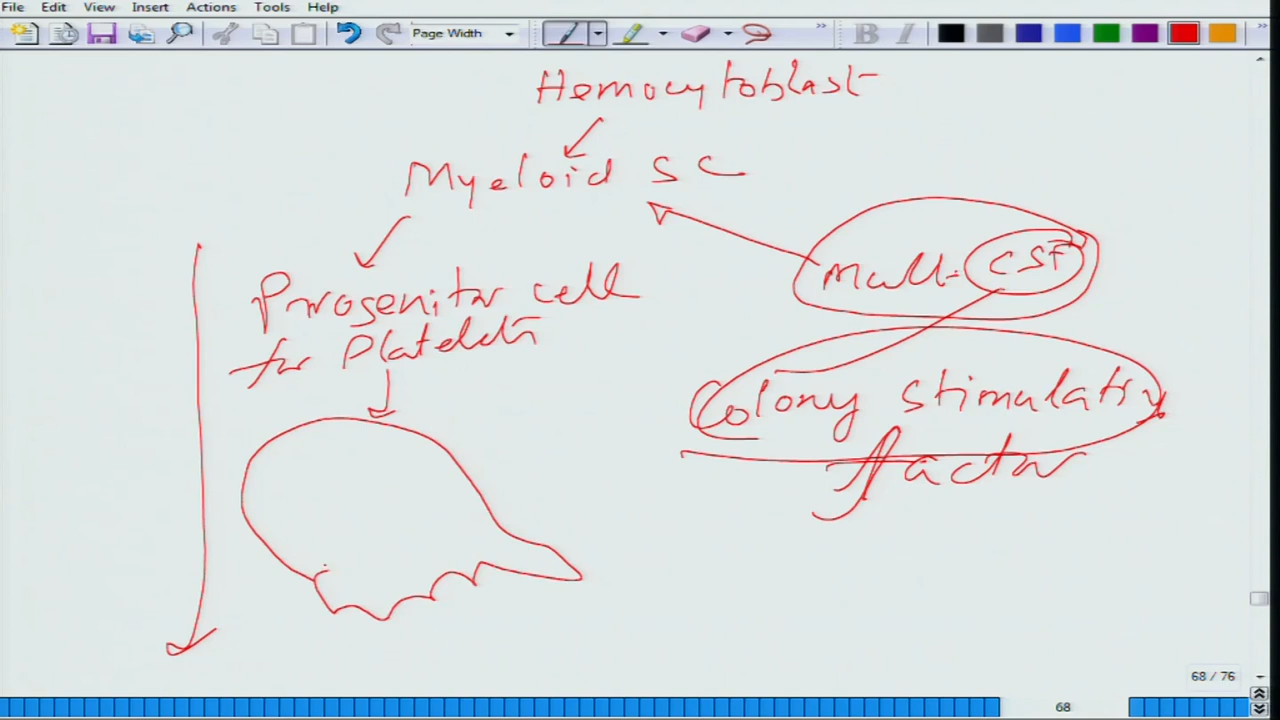 File Edit View Insert Actions Tools Help
Page Width
Hemocytoblast
Myeloid SC
Progenitor cell
for Platelets
Multi-CSF
Colony stimulating
factor
68 / 76
68